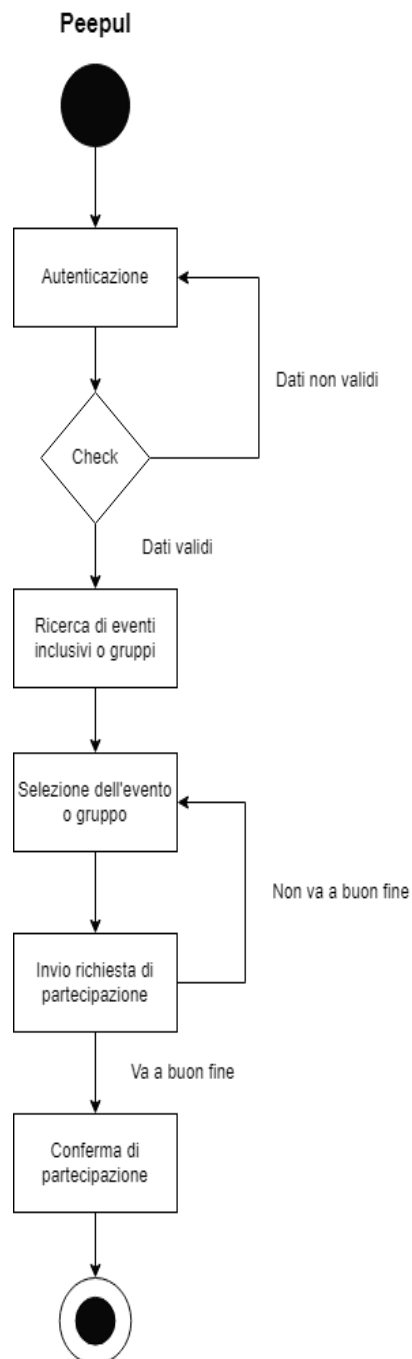 Peepul
Autenticazione
Dati non validi
Check
Dati validi
Ricerca di eventi
inclusivi o gruppi
Selezione dell'evento
o gruppo
Non va a buon fine
Invio richiesta di
partecipazione
Va a buon fine
Conferma di
partecipazione